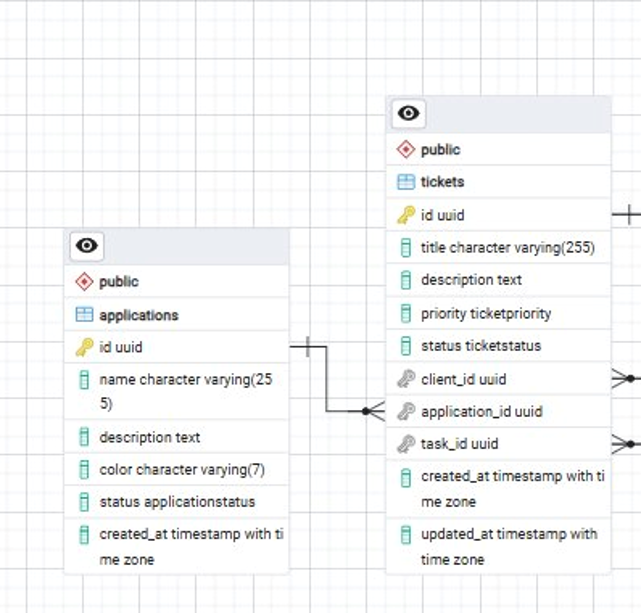 public
applications
id uuid
name character varying(25
5)
description text
color character varying(7)
status applicationstatus
created_at timestamp with ti
me zone
public
tickets
id uuid
title character varying(255)
description text
priority ticketpriority
status ticketstatus
client_id uuid
application_id uuid
task_id uuid
created_at timestamp with ti
me zone
updated_at timestamp with
time zone